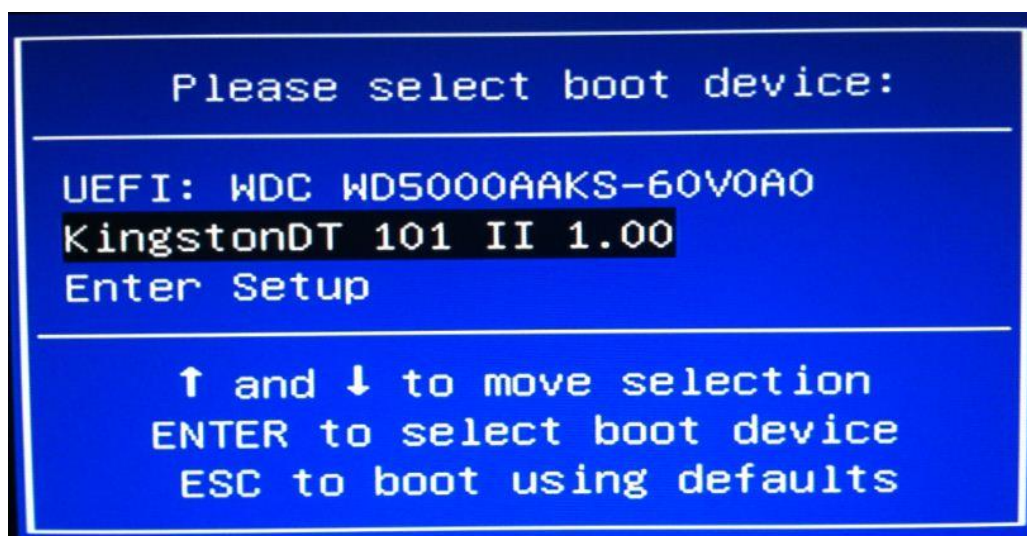 Please select boot device:
UEFI: WDC WD5000AAKS-60V0A0
KingstonDT 101 II 1.00
Enter Setup
↑ and ↓ to move selection
ENTER to select boot device
ESC to boot using defaults